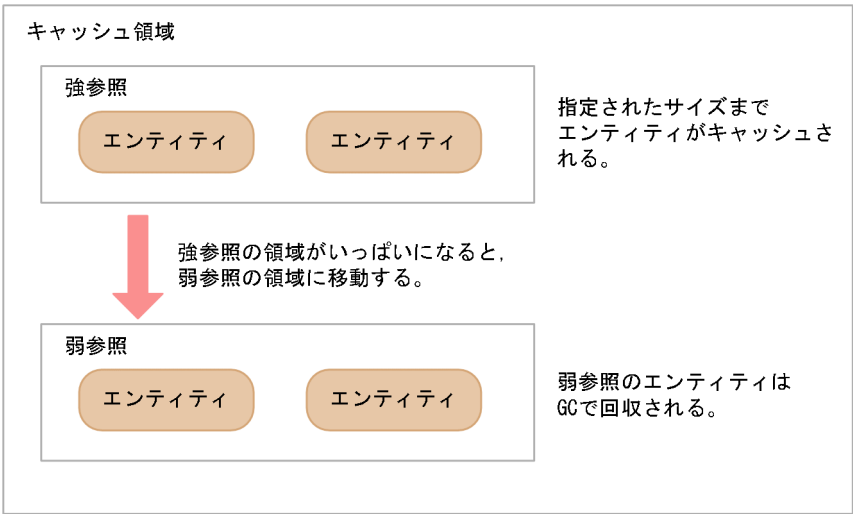 キャッシュ領域
強参照
エンティティ
エンティティ
指定されたサイズまで
エンティティがキャッシュさ
れる。
強参照の領域がいっぱいになると,
弱参照の領域に移動する。
弱参照
エンティティ
エンティティ
弱参照のエンティティは
GCで回収される。